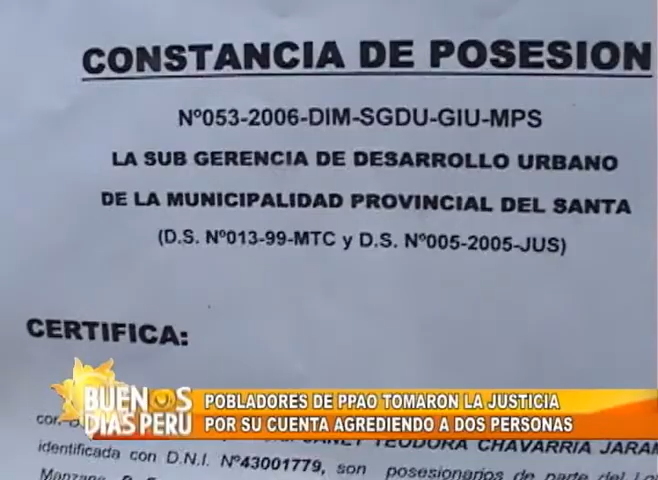 CONSTANCIA DE POSESION
Nº053-2006-DIM-SGDU-GIU-MPS
LA SUB GERENCIA DE DESARROLLO URBANO
DE LA MUNICIPALIDAD PROVINCIAL DEL SANTA
(D.S. Nº013-99-MTC y D.S. Nº005-2005-JUS)
CERTIFICA:
BUENOS
DIAS PERU
POBLADORES DE PPAO TOMARON LA JUSTICIA
POR SU CUENTA AGREDIENDO A DOS PERSONAS
TEODORA CHAVARRIA
identificada con D.N.I. Nº43001779, son posesionarios de parte del